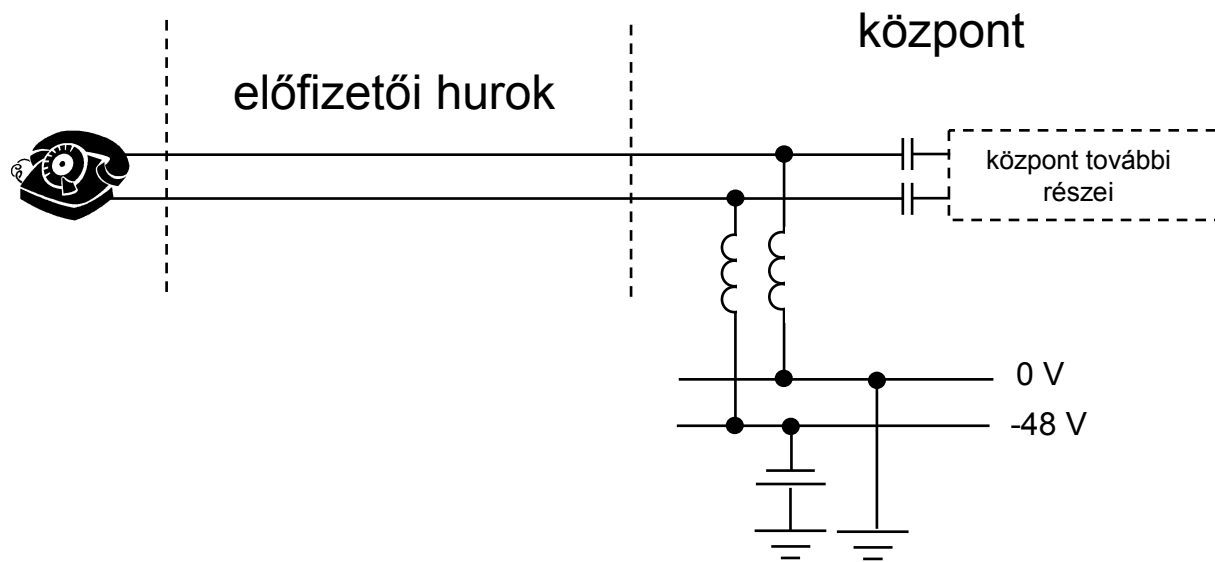 központ
előfizetői hurok
központ további
részei
0 V
-48 V